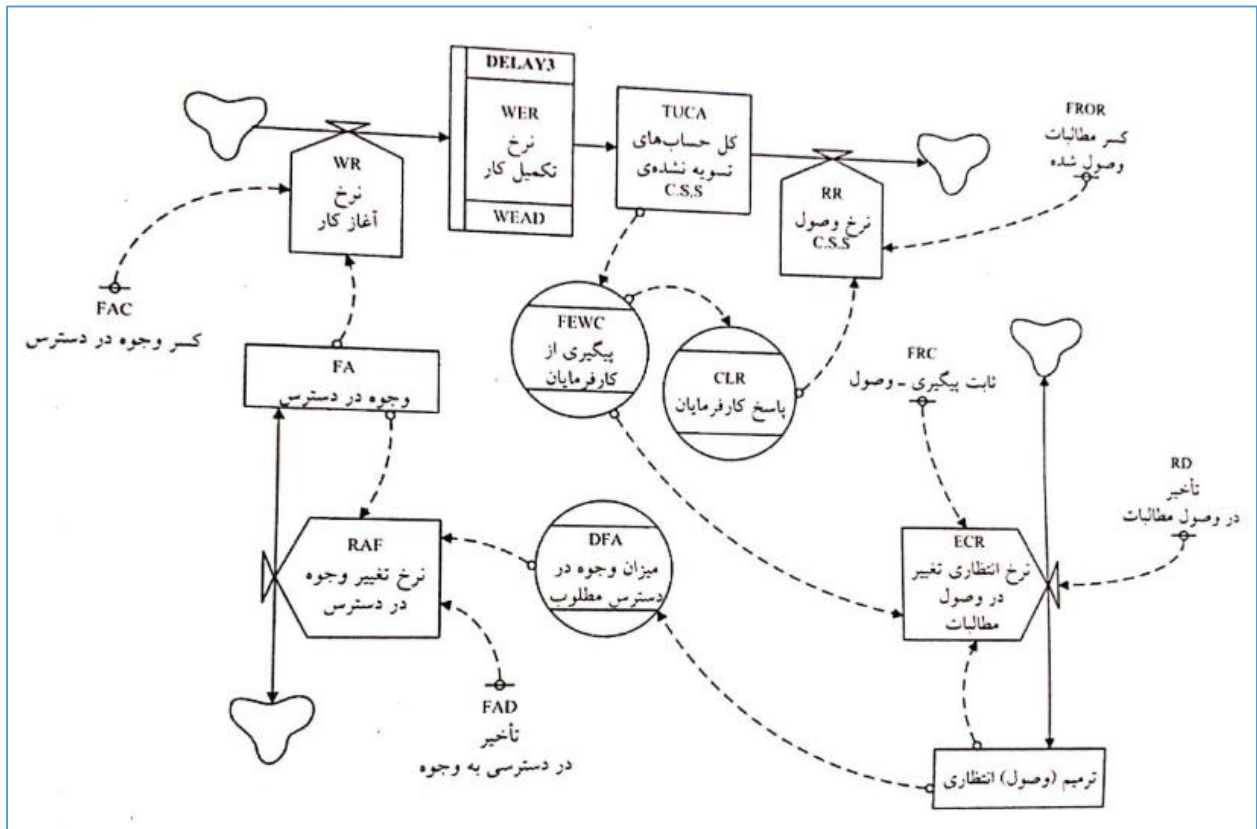 DELAY3
WER
نرخ
تکمیل کار
WEAD
TUCA
کل حساب‌های
تسویه نشده‌ی
C.S.S
FROR
کسر مطالبات
وصول شده
WR
نرخ
آغاز کار
RR
نرخ وصول
C.S.S
FAC
کسر وجوه در دسترس
FEWC
پیگیری از
کارفرمایان
CLR
پاسخ کارفرمایان
FRC
ثابت پیگیری - وصول
FA
وجوه در دسترس
RD
تأخیر
در وصول مطالبات
RAF
نرخ تغییر وجوه
در دسترس
DFA
میزان وجوه در
دسترس مطلوب
ECR
نرخ انتظاری تغییر
در وصول
مطالبات
FAD
تأخیر
در دسترسی به وجوه
ترمیم (وصول) انتظاری